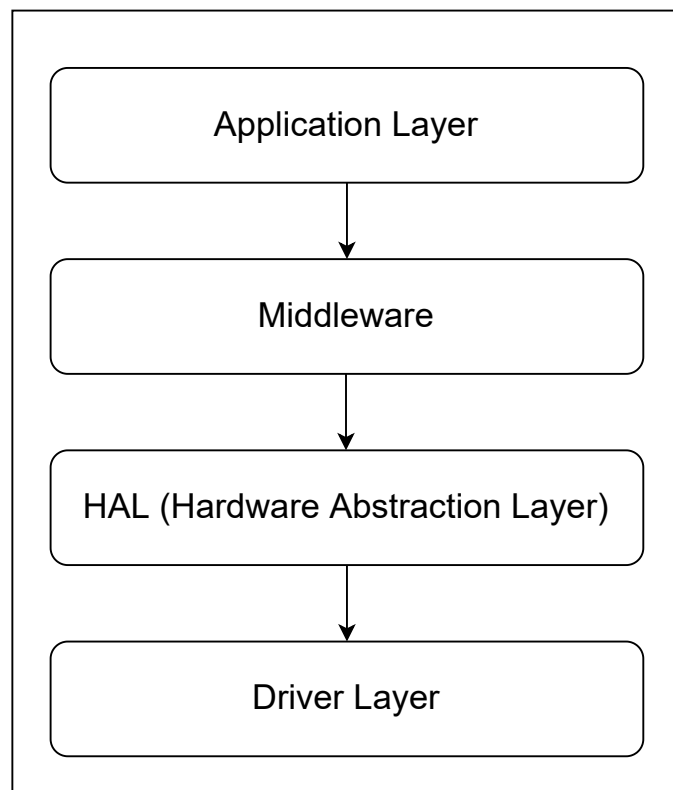 Application Layer
Middleware
HAL (Hardware Abstraction Layer)
Driver Layer